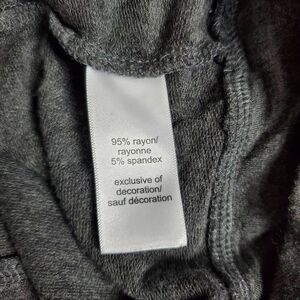 95% rayon/
rayonne
5% spandex
exclusive of
decoration/
sauf décoration